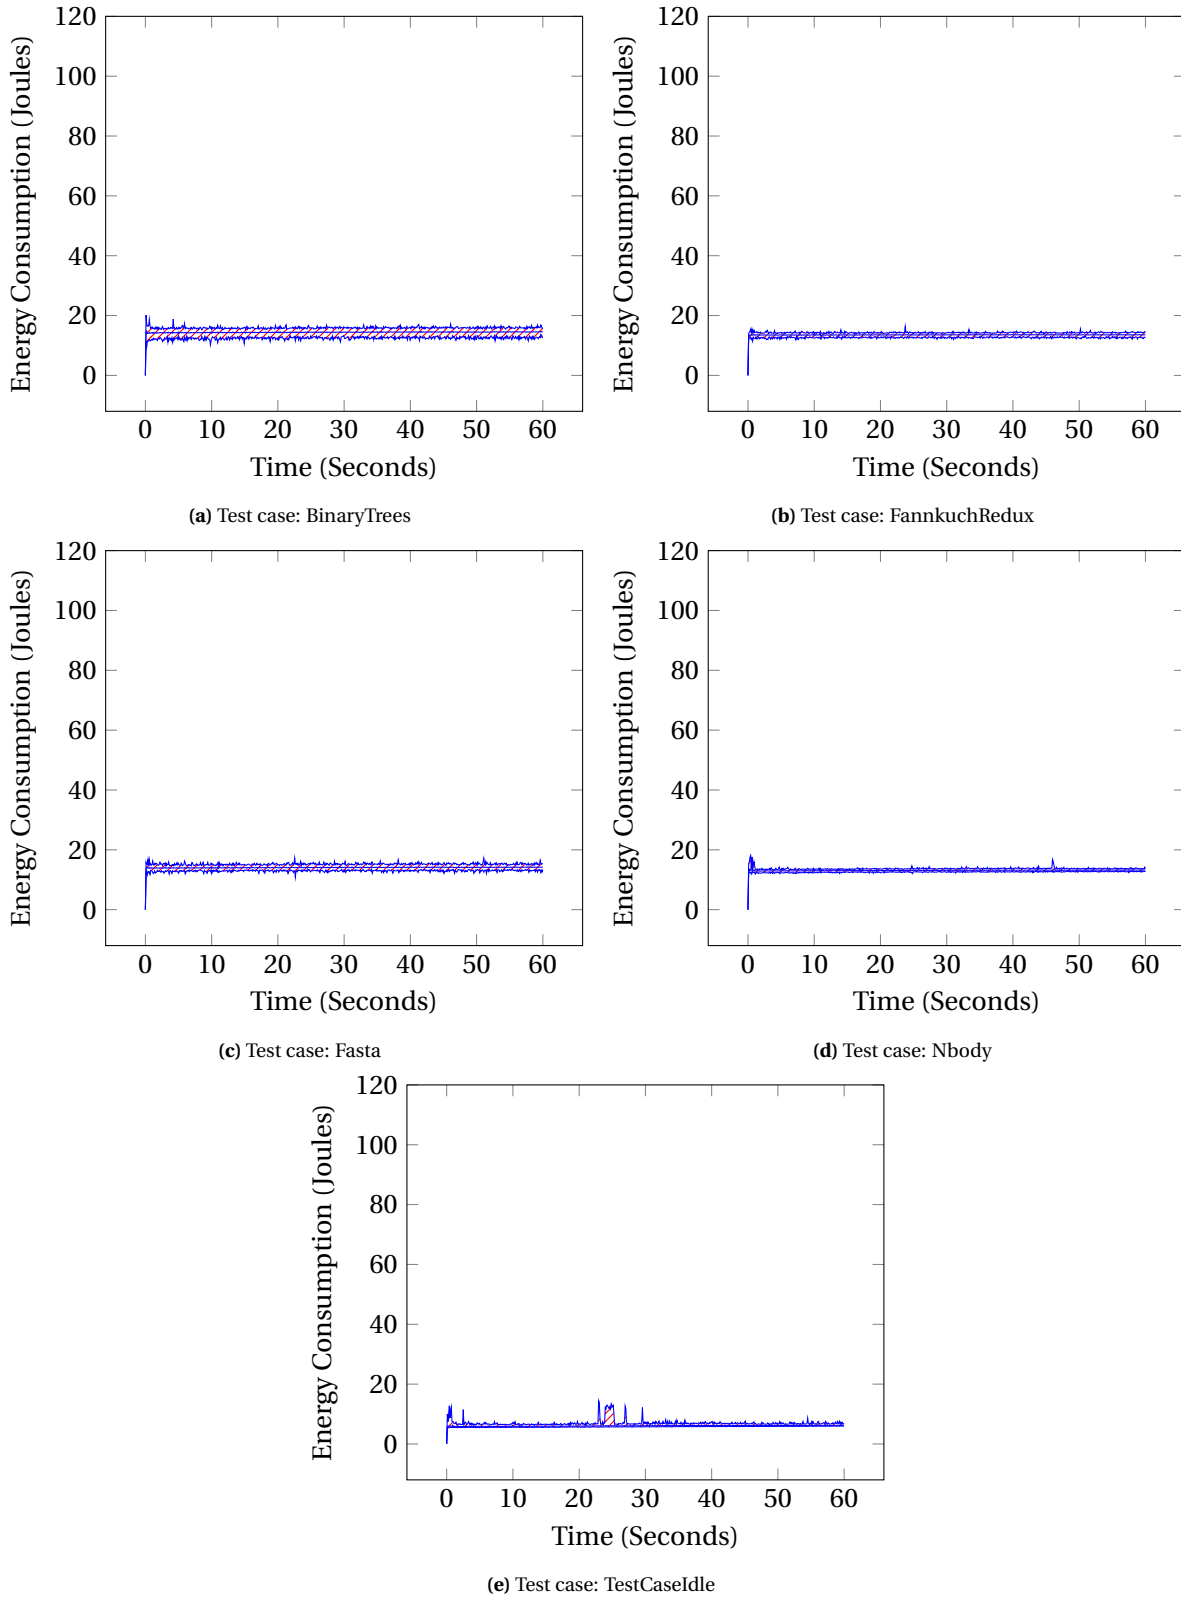 120
100
80
60
40
20
0
Energy Consumption (Joules)
0 10 20 30 40 50 60
Time (Seconds)
(a) Test case: BinaryTrees
120
100
80
60
40
20
0
Energy Consumption (Joules)
0 10 20 30 40 50 60
Time (Seconds)
(b) Test case: FannkuchRedux
120
100
80
60
40
20
0
Energy Consumption (Joules)
0 10 20 30 40 50 60
Time (Seconds)
(c) Test case: Fasta
120
100
80
60
40
20
0
Energy Consumption (Joules)
0 10 20 30 40 50 60
Time (Seconds)
(d) Test case: Nbody
120
100
80
60
40
20
0
Energy Consumption (Joules)
0 10 20 30 40 50 60
Time (Seconds)
(e) Test case: TestCaseIdle